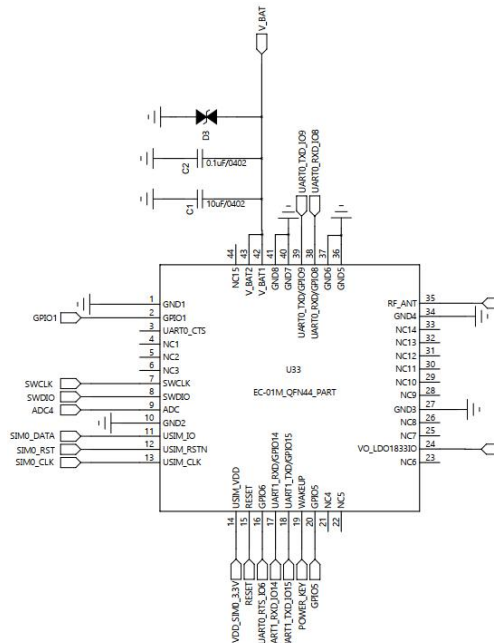 V_BAT
D3
C2
0.1uF/0402
C1
10uF/0402
UART0_TXD_IO9
UART0_RXD_IO8
44
43
42
41
40
39
38
37
36
NC15
V_BAT2
V_BAT1
GND8
GND7
UART0_TXD/GPIO9
UART0_RXD/GPIO8
GND6
GND5
1 GND1
GPIO1 2 GPIO1
3 UART0_CTS
4 NC1
5 NC2
6 NC3
SWCLK 7 SWCLK
SWDIO 8 SWDIO
ADC4 9 ADC
10 GND2
SIM0_DATA 11 USIM_IO
SIM0_RST 12 USIM_RSTN
SIM0_CLK 13 USIM_CLK
U33
EC-01M_QFN44_PART
RF_ANT 35
GND4 34
NC14 33
NC13 32
NC12 31
NC11 30
NC10 29
NC9 28
GND3 27
NC8 26
NC7 25
VO_LDO1833IO 24
NC6 23
USIM_VDD
RESET
GPIO6
UART1_RXD/GPIO14
UART1_TXD/GPIO15
WAKEUP
GPIO5
NC4
NC5
14
15
16
17
18
19
20
21
22
VDD_SIM0_3.3V
RESET
UART0_RTS_IO6
UART1_RXD_IO14
UART1_TXD_IO15
POWER_KEY
GPIO5